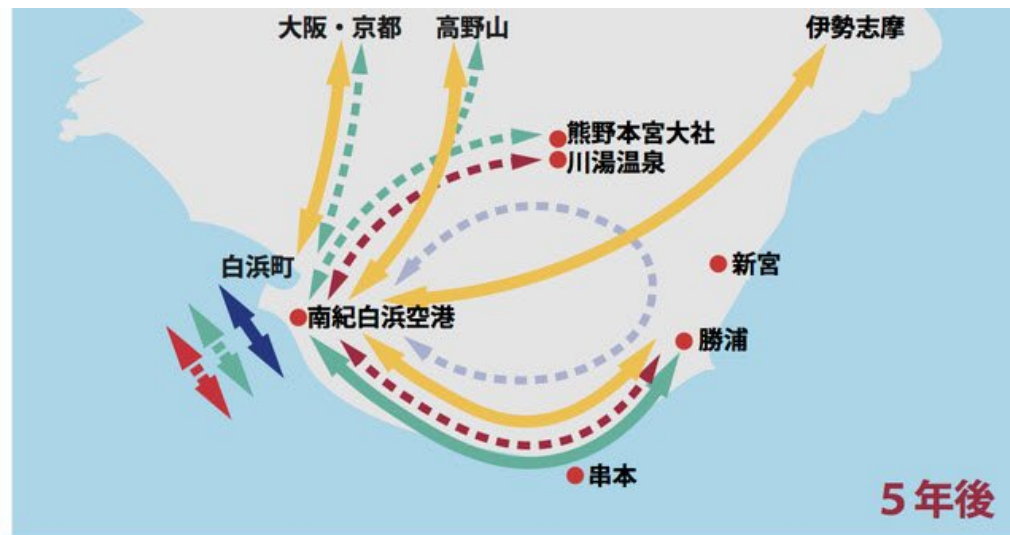 大阪・京都
高野山
伊勢志摩
熊野本宮大社
川湯温泉
白浜町
新宮
南紀白浜空港
勝浦
串本
5年後